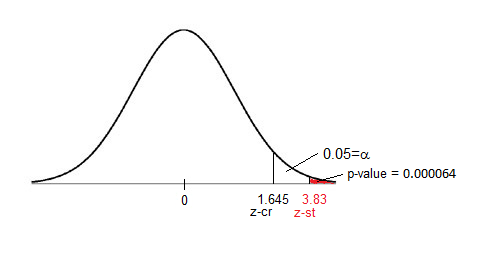 0.05=α
p-value = 0.000064
0
1.645 3.83
z-cr z-st